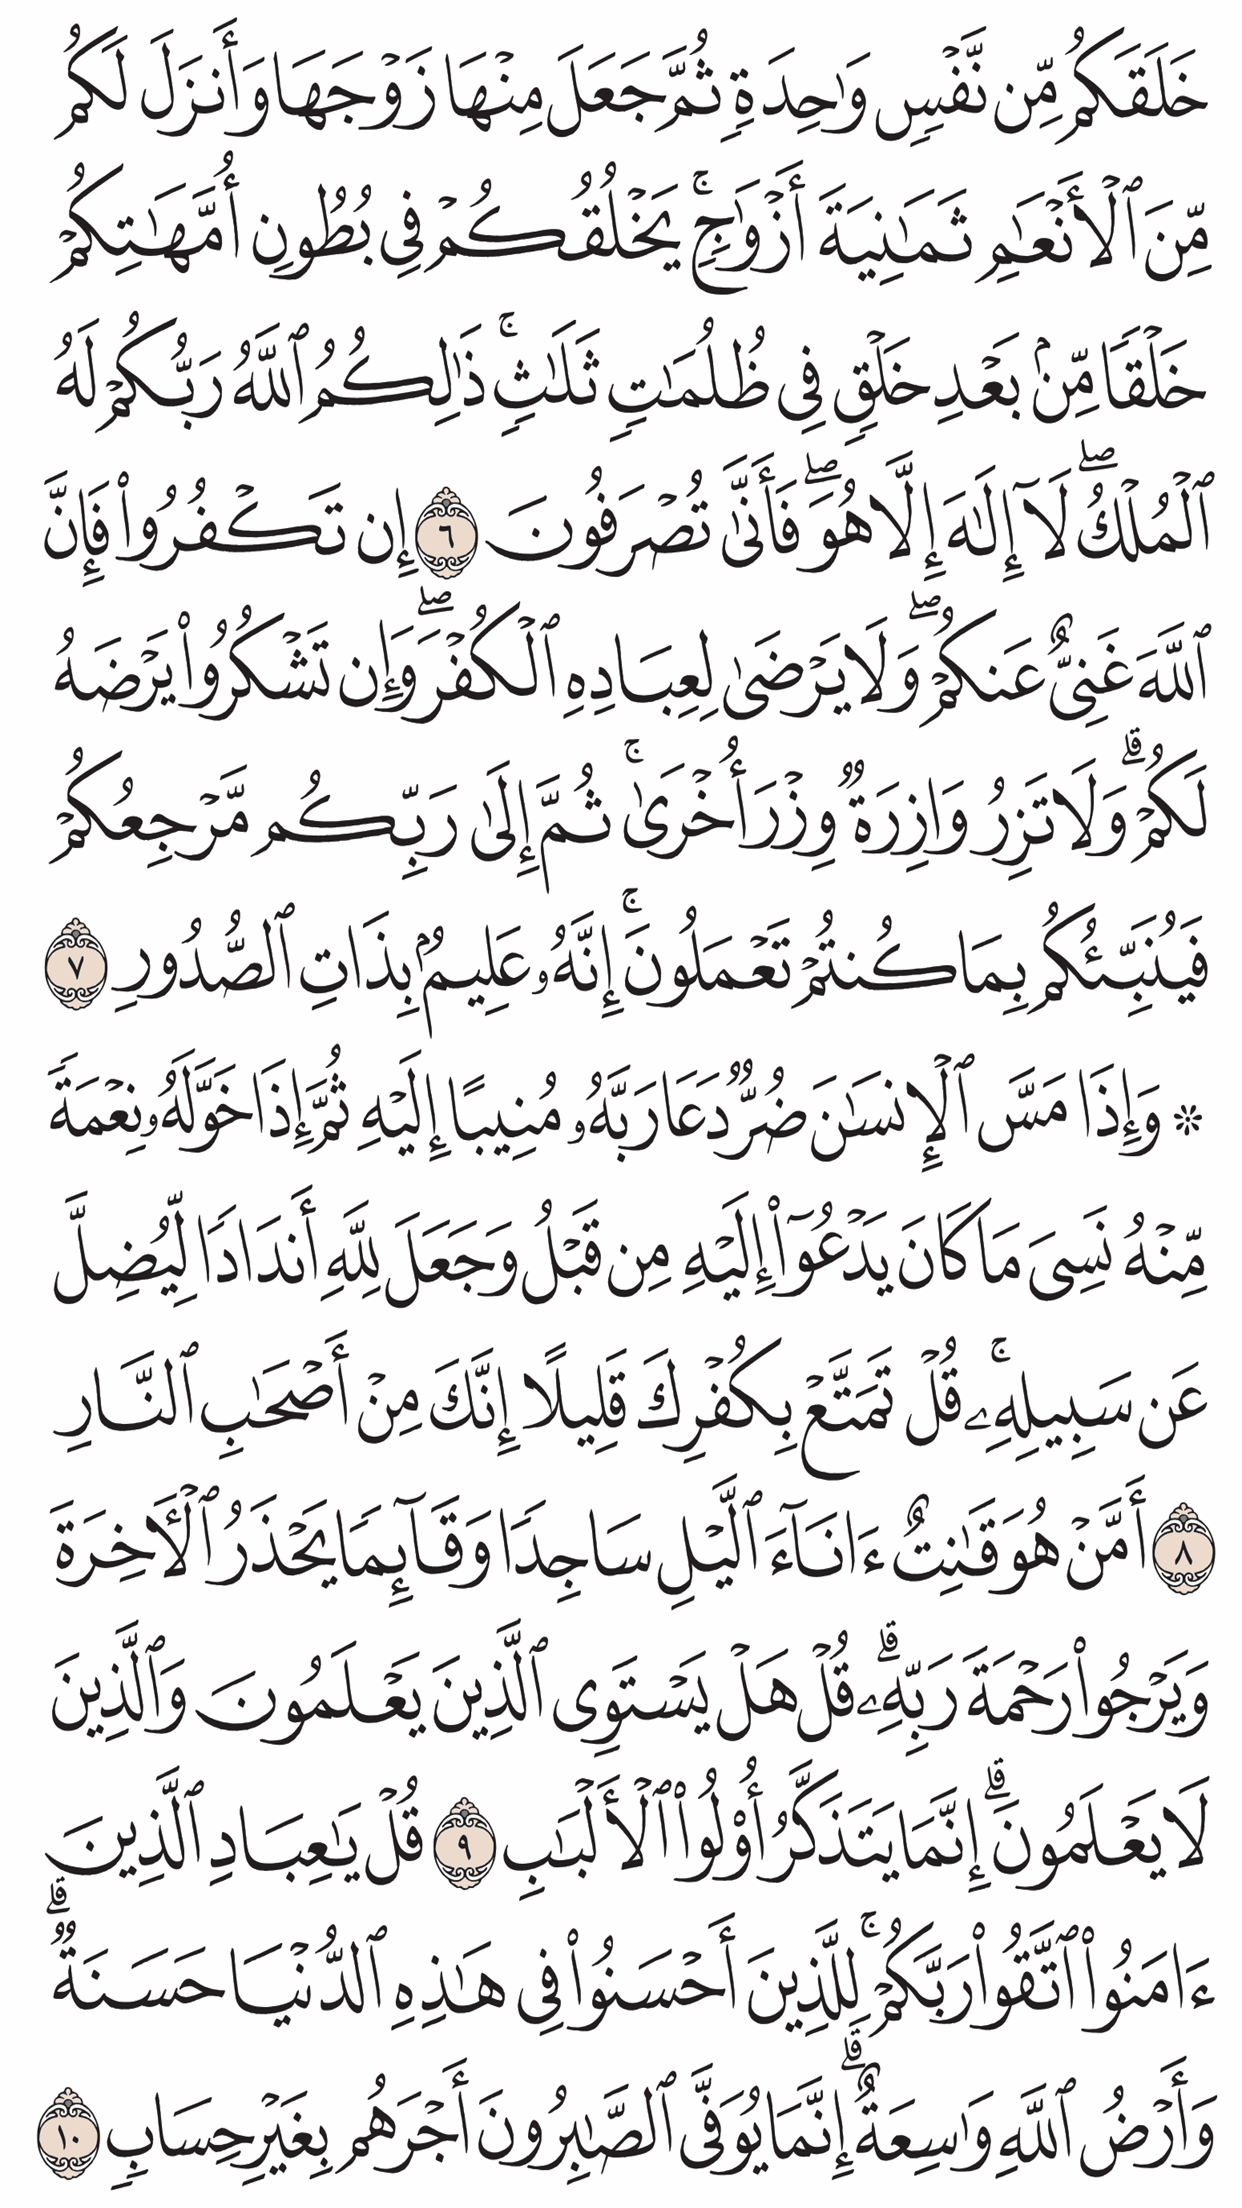 خَلَقَكُم مِّن نَّفۡسٖ وَٰحِدَةٖ ثُمَّ جَعَلَ مِنۡهَا زَوۡجَهَا وَأَنزَلَ لَكُم
مِّنَ ٱلۡأَنۡعَٰمِ ثَمَٰنِيَةَ أَزۡوَٰجٖۚ يَخۡلُقُكُمۡ فِي بُطُونِ أُمَّهَٰتِكُمۡ
خَلۡقٗا مِّنۢ بَعۡدِ خَلۡقٖ فِي ظُلُمَٰتٖ ثَلَٰثٖۚ ذَٰلِكُمُ ٱللَّهُ رَبُّكُمۡ لَهُ
ٱلۡمُلۡكُۖ لَآ إِلَٰهَ إِلَّا هُوَۖ فَأَنَّىٰ تُصۡرَفُونَ ٦ إِن تَكۡفُرُواْ فَإِنَّ
ٱللَّهَ غَنِيٌّ عَنكُمۡۖ وَلَا يَرۡضَىٰ لِعِبَادِهِ ٱلۡكُفۡرَۖ وَإِن تَشۡكُرُواْ يَرۡضَهُ
لَكُمۡۗ وَلَا تَزِرُ وَازِرَةٞ وِزۡرَ أُخۡرَىٰۚ ثُمَّ إِلَىٰ رَبِّكُم مَّرۡجِعُكُمۡ
فَيُنَبِّئُكُم بِمَا كُنتُمۡ تَعۡمَلُونَۚ إِنَّهُۥ عَلِيمُۢ بِذَاتِ ٱلصُّدُورِ ٧
۞ وَإِذَا مَسَّ ٱلۡإِنسَٰنَ ضُرّٞ دَعَا رَبَّهُۥ مُنِيبًا إِلَيۡهِ ثُمَّ إِذَا خَوَّلَهُۥ نِعۡمَةٗ
مِّنۡهُ نَسِيَ مَا كَانَ يَدۡعُوٓاْ إِلَيۡهِ مِن قَبۡلُ وَجَعَلَ لِلَّهِ أَندَادٗا لِّيُضِلَّ
عَن سَبِيلِهِۦۚ قُلۡ تَمَتَّعۡ بِكُفۡرِكَ قَلِيلًا إِنَّكَ مِنۡ أَصۡحَٰبِ ٱلنَّارِ
٨ أَمَّنۡ هُوَ قَٰنِتٌ ءَانَآءَ ٱلَّيۡلِ سَاجِدٗا وَقَآئِمٗا يَحۡذَرُ ٱلۡأٓخِرَةَ
وَيَرۡجُواْ رَحۡمَةَ رَبِّهِۦۗ قُلۡ هَلۡ يَسۡتَوِي ٱلَّذِينَ يَعۡلَمُونَ وَٱلَّذِينَ
لَا يَعۡلَمُونَۗ إِنَّمَا يَتَذَكَّرُ أُوْلُواْ ٱلۡأَلۡبَٰبِ ٩ قُلۡ يَٰعِبَادِ ٱلَّذِينَ
ءَامَنُواْ ٱتَّقُواْ رَبَّكُمۡۚ لِلَّذِينَ أَحۡسَنُواْ فِي هَٰذِهِ ٱلدُّنۡيَا حَسَنَةٞۗ
وَأَرۡضُ ٱللَّهِ وَٰسِعَةٌۗ إِنَّمَا يُوَفَّى ٱلصَّٰبِرُونَ أَجۡرَهُم بِغَيۡرِ حِسَابٖ ١٠